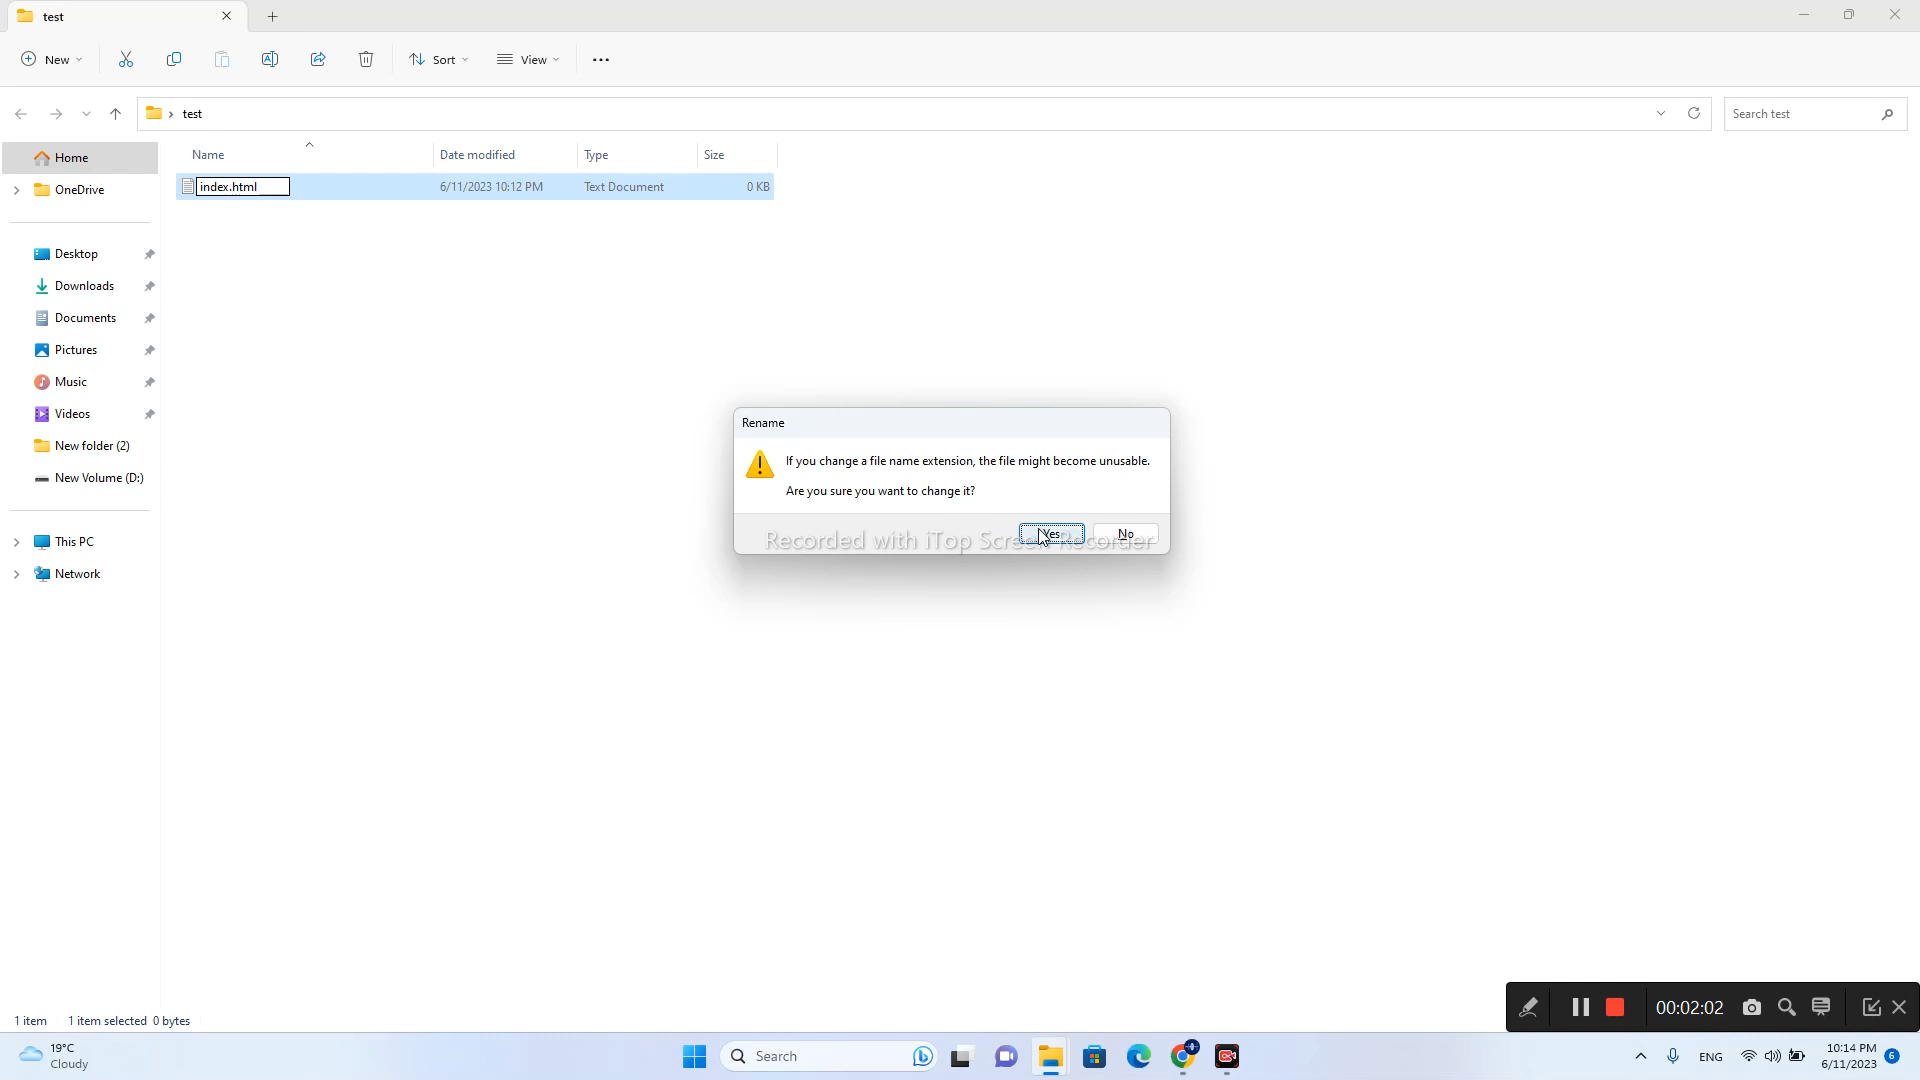 test
New
Sort
View
test
Search test
Home
OneDrive
Desktop
Downloads
Documents
Pictures
Music
Videos
New folder (2)
New Volume (D:)
This PC
Network
Name Date modified Type Size
index.html 6/11/2023 10:12 PM Text Document 0 KB
Rename
If you change a file name extension, the file might become unusable.
Are you sure you want to change it?
Yes No
Recorded with iTop Screen Recorder
00:02:02
1 item 1 item selected 0 bytes
19°C
Cloudy
Search
ENG
10:14 PM
6/11/2023
6